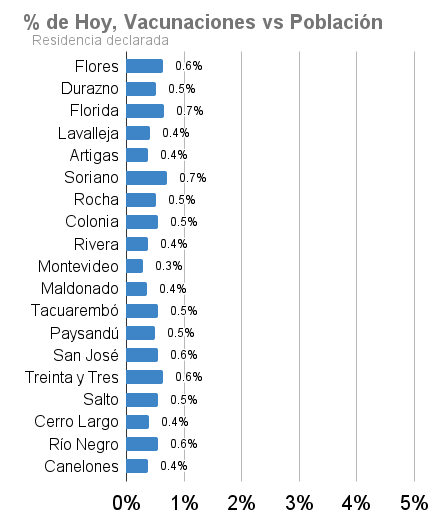 % de Hoy, Vacunaciones vs Población
Residencia declarada
Flores 0.6%
Durazno 0.5%
Florida 0.7%
Lavalleja 0.4%
Artigas 0.4%
Soriano 0.7%
Rocha 0.5%
Colonia 0.5%
Rivera 0.4%
Montevideo 0.3%
Maldonado 0.4%
Tacuarembó 0.5%
Paysandú 0.5%
San José 0.6%
Treinta y Tres 0.6%
Salto 0.5%
Cerro Largo 0.4%
Río Negro 0.6%
Canelones 0.4%
0% 1% 2% 3% 4% 5%